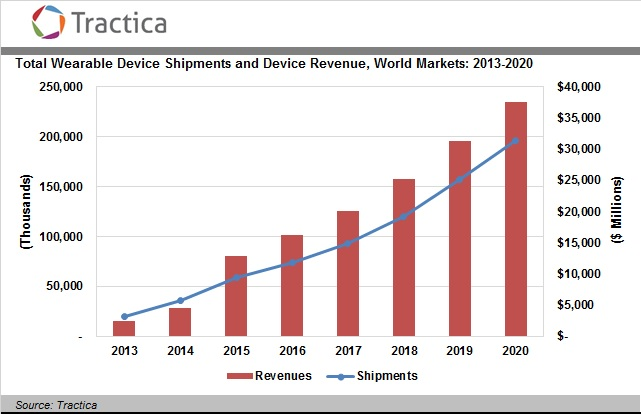 Tractica
Total Wearable Device Shipments and Device Revenue, World Markets: 2013-2020
250,000
200,000
150,000
100,000
50,000
-
(Thousands)
$40,000
$35,000
$30,000
$25,000
$20,000
$15,000
$10,000
$5,000
$-
($ Millions)
2013 2014 2015 2016 2017 2018 2019 2020
Revenues Shipments
Source: Tractica